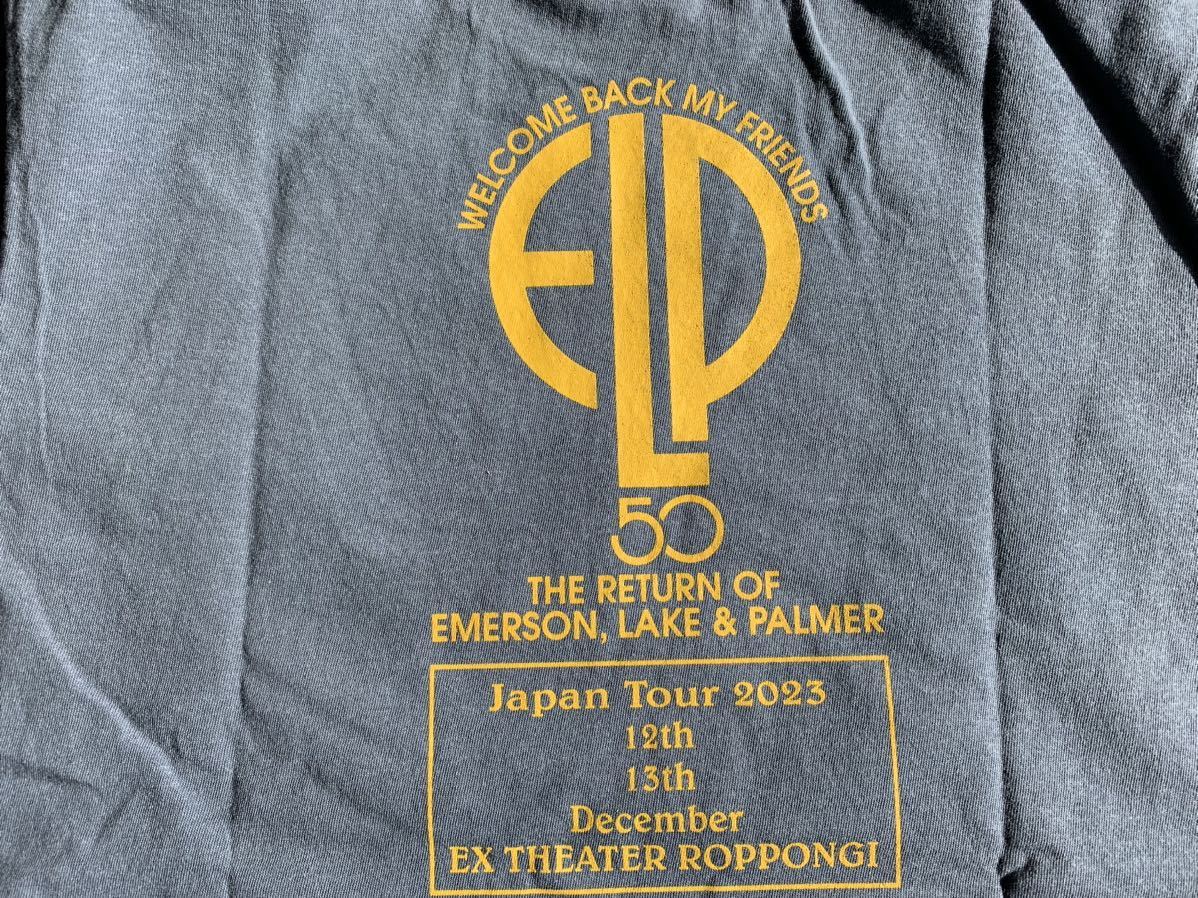 WELCOME BACK MY FRIENDS
ELP
50
THE RETURN OF
EMERSON, LAKE & PALMER
Japan Tour 2023
12th
13th
December
EX THEATER ROPPONGI